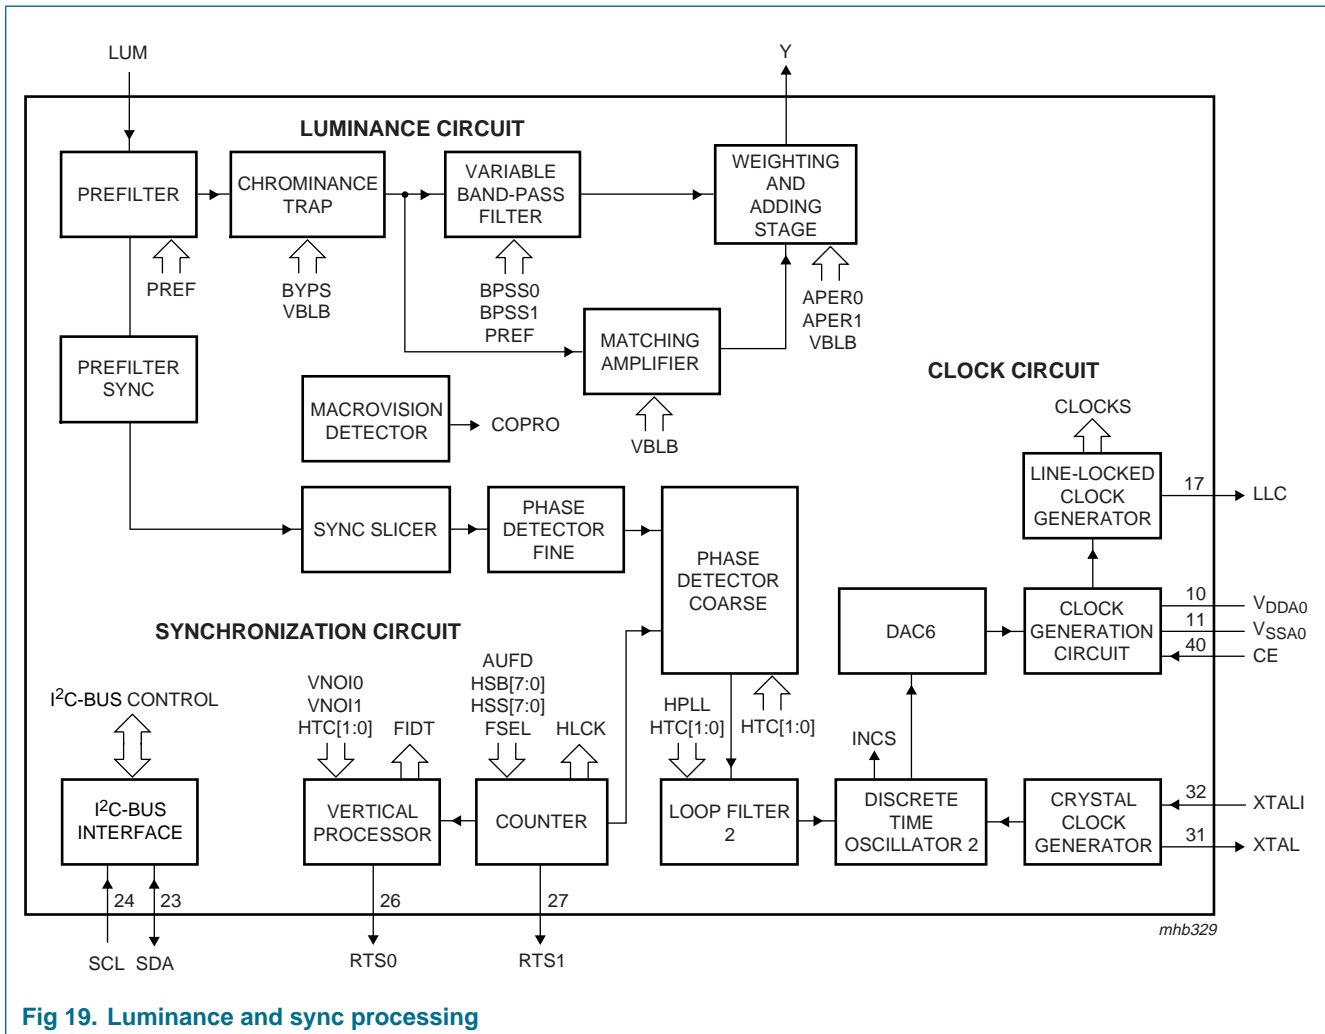 LUM
Y
LUMINANCE CIRCUIT
PREFILTER
CHROMINANCE
TRAP
VARIABLE
BAND-PASS
FILTER
WEIGHTING
AND
ADDING
STAGE
PREF
BYPS
VBLB
BPSS0
BPSS1
PREF
APER0
APER1
VBLB
PREFILTER
SYNC
MATCHING
AMPLIFIER
VBLB
MACROVISION
DETECTOR
COPRO
CLOCK CIRCUIT
CLOCKS
LINE-LOCKED
CLOCK
GENERATOR
17
LLC
SYNC SLICER
PHASE
DETECTOR
FINE
PHASE
DETECTOR
COARSE
DAC6
CLOCK
GENERATION
CIRCUIT
10
VDDA0
11
VSSA0
40
CE
SYNCHRONIZATION CIRCUIT
I2C-BUS CONTROL
VNOI0
VNOI1
HTC[1:0]
FIDT
AUFD
HSB[7:0]
HSS[7:0]
FSEL
HLCK
HPLL
HTC[1:0]
HTC[1:0]
INCS
I2C-BUS
INTERFACE
VERTICAL
PROCESSOR
COUNTER
LOOP FILTER
2
DISCRETE
TIME
OSCILLATOR 2
CRYSTAL
CLOCK
GENERATOR
32
XTALI
31
XTAL
24
23
26
27
SCL
SDA
RTS0
RTS1
mhb329
Fig 19. Luminance and sync processing